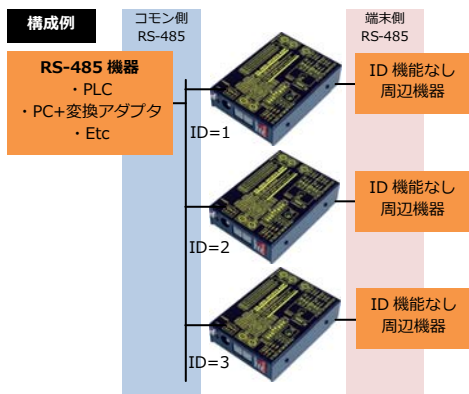 構成例
コモン側
RS-485
端末側
RS-485
RS-485 機器
・PLC
・PC+変換アダプタ
・Etc
ID=1
ID 機能なし
周辺機器
ID=2
ID 機能なし
周辺機器
ID=3
ID 機能なし
周辺機器